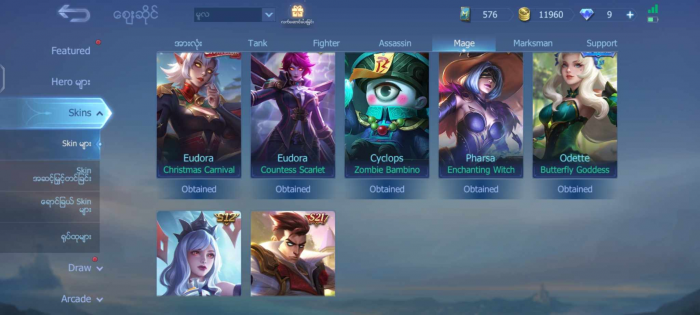 ဈေးဆိုင်
မူလ
576
11960
9
+
Featured
Hero များ
Skins
Skin များ
Skin
အဆင့်မြှင့်တင်ခြင်း
ရောင်ခြယ် Skin
များ
ရုပ်ထုများ
Draw
Arcade
အားလုံး
Tank
Fighter
Assassin
Mage
Marksman
Support
Eudora
Christmas Carnival
Obtained
Eudora
Countess Scarlet
Obtained
Cyclops
Zombie Bambino
Obtained
Pharsa
Enchanting Witch
Obtained
Odette
Butterfly Goddess
Obtained
S12
S21